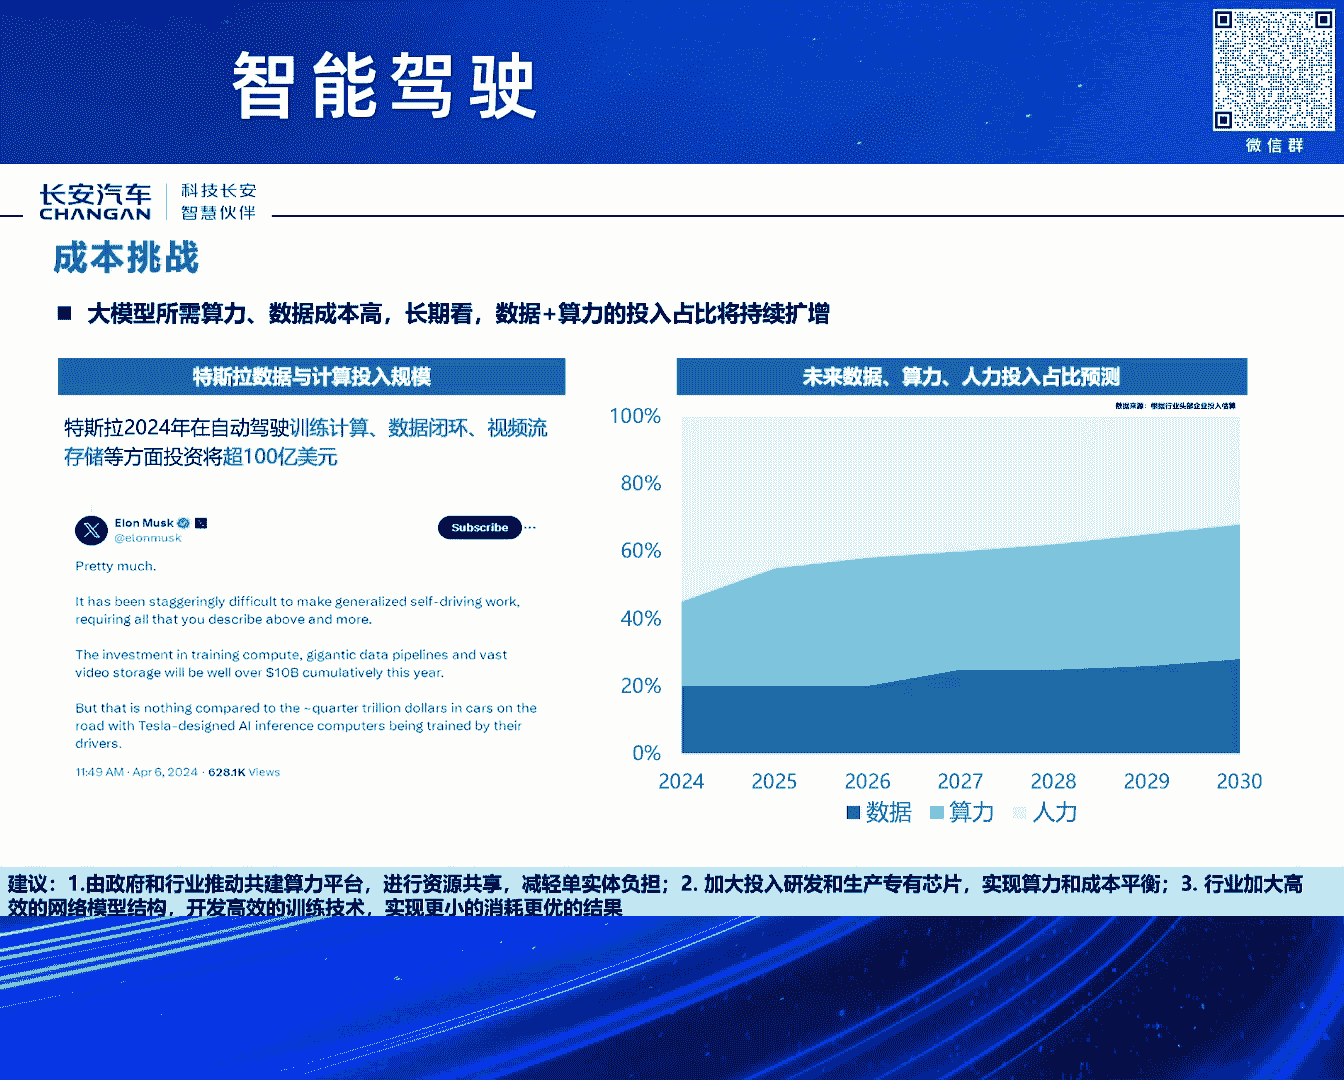 智能驾驶
微信群
长安汽车
CHANGAN
科技长安
智慧伙伴
成本挑战
■ 大模型所需算力、数据成本高，长期看，数据+算力的投入占比将持续扩增
特斯拉数据与计算投入规模
特斯拉2024年在自动驾驶训练计算、数据闭环、视频流
存储等方面投资将超100亿美元
Elon Musk
@elonmusk
Subscribe ...
Pretty much.
It has been staggeringly difficult to make generalized self-driving work,
requiring all that you describe above and more.
The investment in training compute, gigantic data pipelines and vast
video storage will be well over $10B cumulatively this year.
But that is nothing compared to the ~quarter trillion dollars in cars on the
road with Tesla-designed AI inference computers being trained by their
drivers.
11:49 AM · Apr 6, 2024 · 628.1K Views
未来数据、算力、人力投入占比预测
数据来源：根据行业头部企业投入估算
100%
80%
60%
40%
20%
0%
2024 2025 2026 2027 2028 2029 2030
数据 算力 人力
建议：1.由政府和行业推动共建算力平台，进行资源共享，减轻单实体负担；2. 加大投入研发和生产专有芯片，实现算力和成本平衡；3. 行业加大高
效的网络模型结构，开发高效的训练技术，实现更小的消耗更优的结果